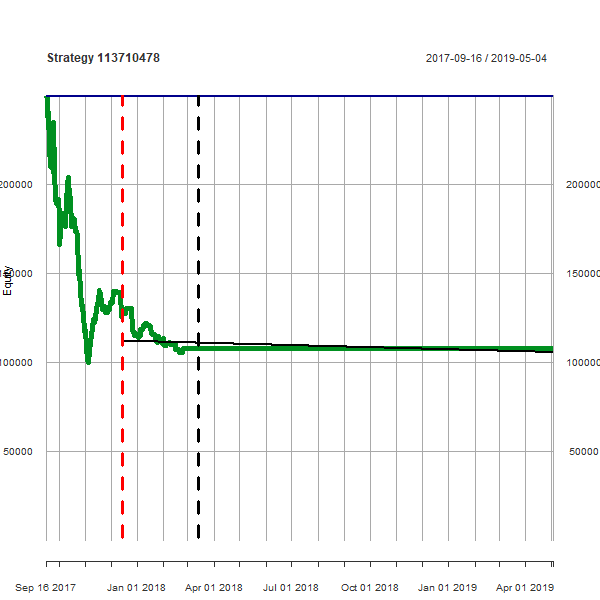 Strategy 113710478
2017-09-16 / 2019-05-04
200000
200000
150000
150000
Equity
100000
100000
50000
50000
Sep 16 2017
Jan 01 2018
Apr 01 2018
Jul 01 2018
Oct 01 2018
Jan 01 2019
Apr 01 2019